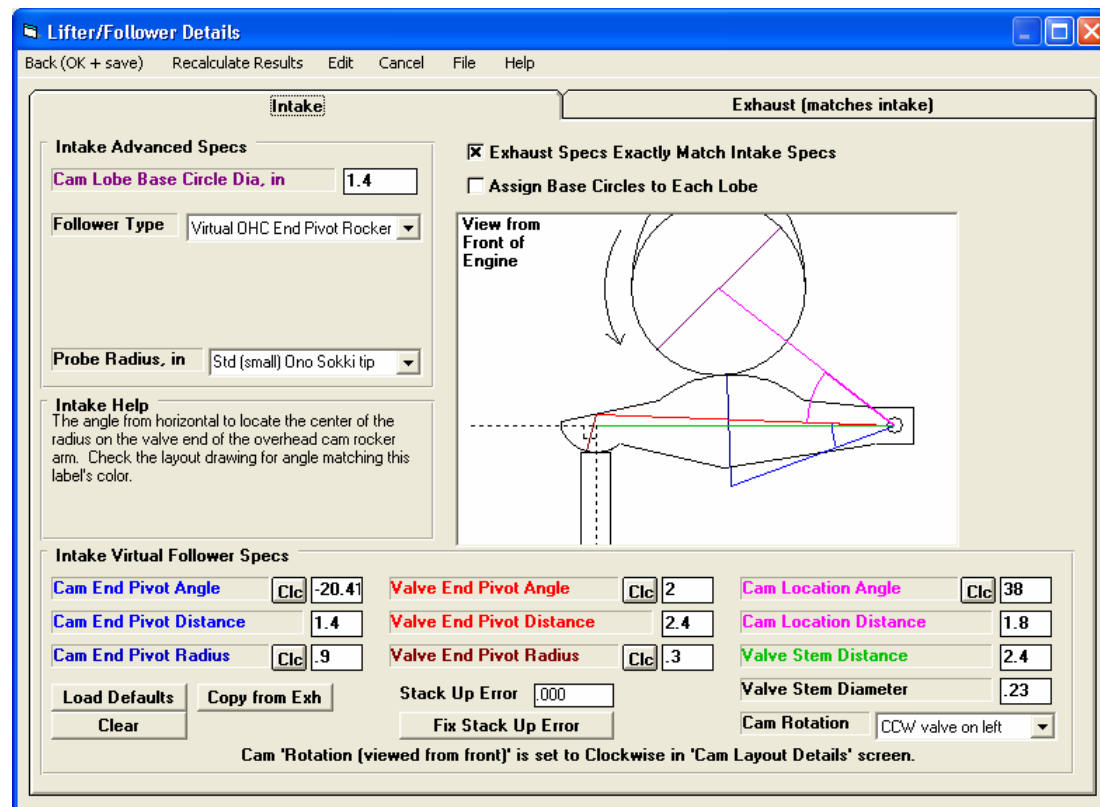 Lifter/Follower Details
Back (OK + save) Recalculate Results Edit Cancel File Help
Intake
Exhaust (matches intake)
Intake Advanced Specs
Cam Lobe Base Circle Dia, in 1.4
Follower Type Virtual OHC End Pivot Rocker
Probe Radius, in Std (small) Ono Sokki tip
Exhaust Specs Exactly Match Intake Specs
Assign Base Circles to Each Lobe
View from
Front of
Engine
Intake Help
The angle from horizontal to locate the center of the
radius on the valve end of the overhead cam rocker
arm. Check the layout drawing for angle matching this
label's color.
Intake Virtual Follower Specs
Cam End Pivot Angle Clc -20.41 Valve End Pivot Angle Clc 2 Cam Location Angle Clc 38
Cam End Pivot Distance 1.4 Valve End Pivot Distance 2.4 Cam Location Distance 1.8
Cam End Pivot Radius Clc .9 Valve End Pivot Radius Clc .3 Valve Stem Distance 2.4
Load Defaults Copy from Exh Stack Up Error .000 Valve Stem Diameter .23
Clear Fix Stack Up Error Cam Rotation CCW valve on left
Cam 'Rotation (viewed from front)' is set to Clockwise in 'Cam Layout Details' screen.